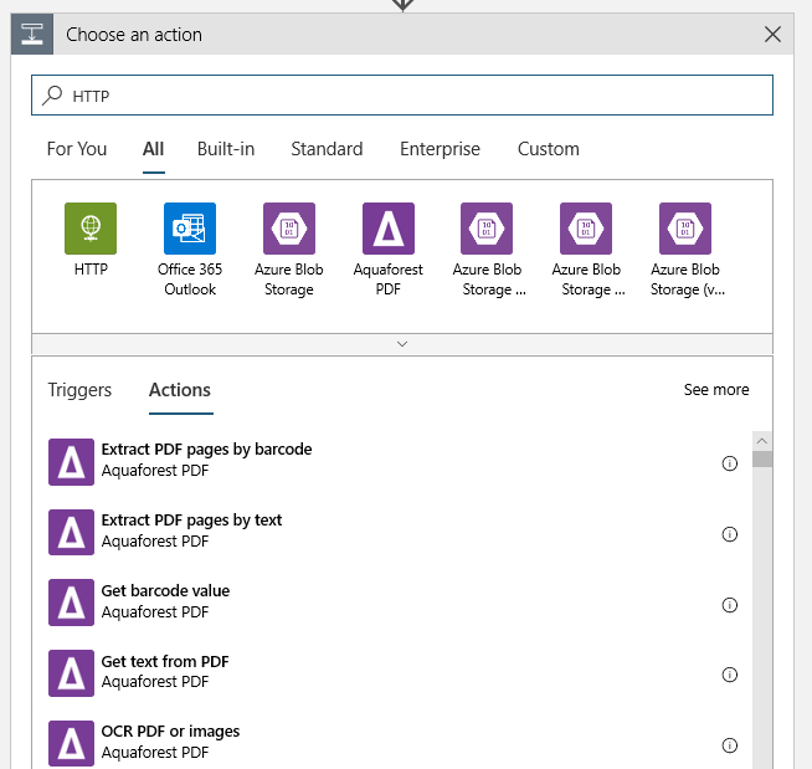 Choose an action
HTTP
For You All Built-in Standard Enterprise Custom
HTTP
Office 365
Outlook
Azure Blob
Storage
Aquaforest
PDF
Azure Blob
Storage ...
Azure Blob
Storage ...
Azure Blob
Storage (v...
Triggers Actions See more
Extract PDF pages by barcode
Aquaforest PDF
Extract PDF pages by text
Aquaforest PDF
Get barcode value
Aquaforest PDF
Get text from PDF
Aquaforest PDF
OCR PDF or images
Aquaforest PDF